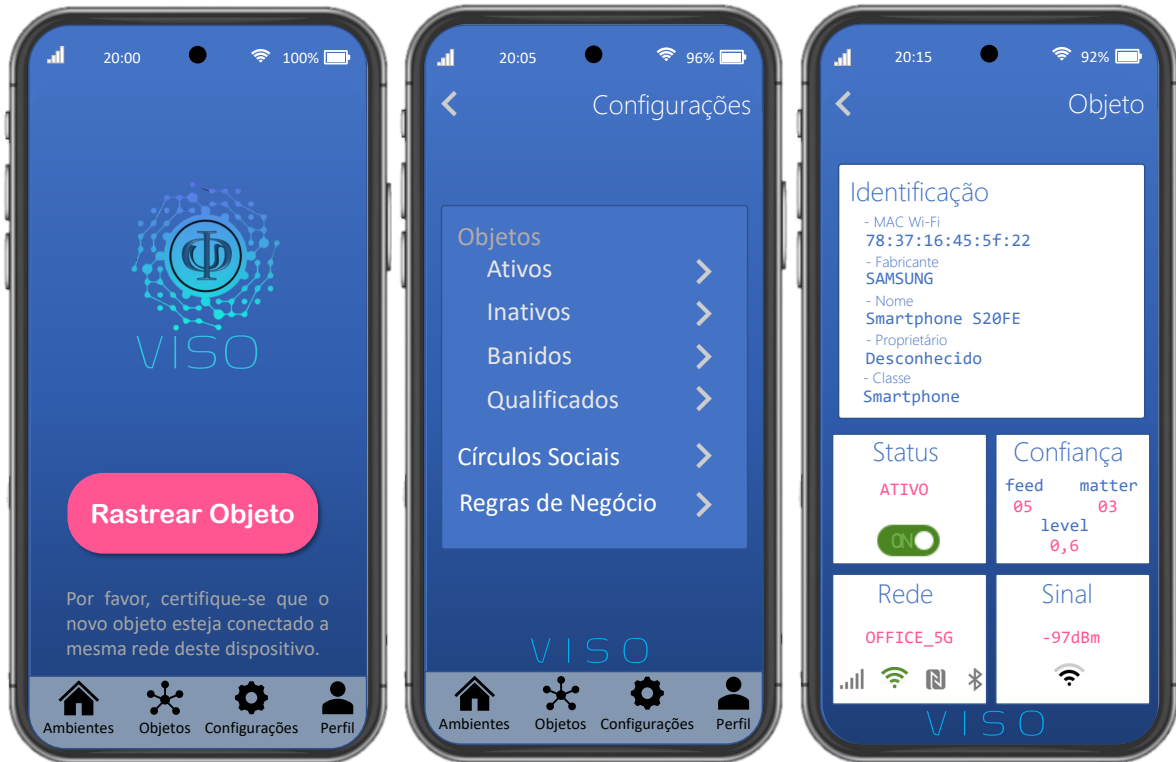 20:00 100%
VISO
Rastrear Objeto
Por favor, certifique-se que o
novo objeto esteja conectado a
mesma rede deste dispositivo.
Ambientes Objetos Configurações Perfil
20:05 96%
Configurações
Objetos
Ativos
Inativos
Banidos
Qualificados
Círculos Sociais
Regras de Negócio
VISO
Ambientes Objetos Configurações Perfil
20:15 92%
Objeto
Identificação
- MAC Wi-Fi
78:37:16:45:5f:22
- Fabricante
SAMSUNG
- Nome
Smartphone S20FE
- Proprietário
Desconhecido
- Classe
Smartphone
Status
ATIVO
ON
Confiança
feed matter
05 03
level
0,6
Rede
OFFICE_5G
Sinal
-97dBm
VISO